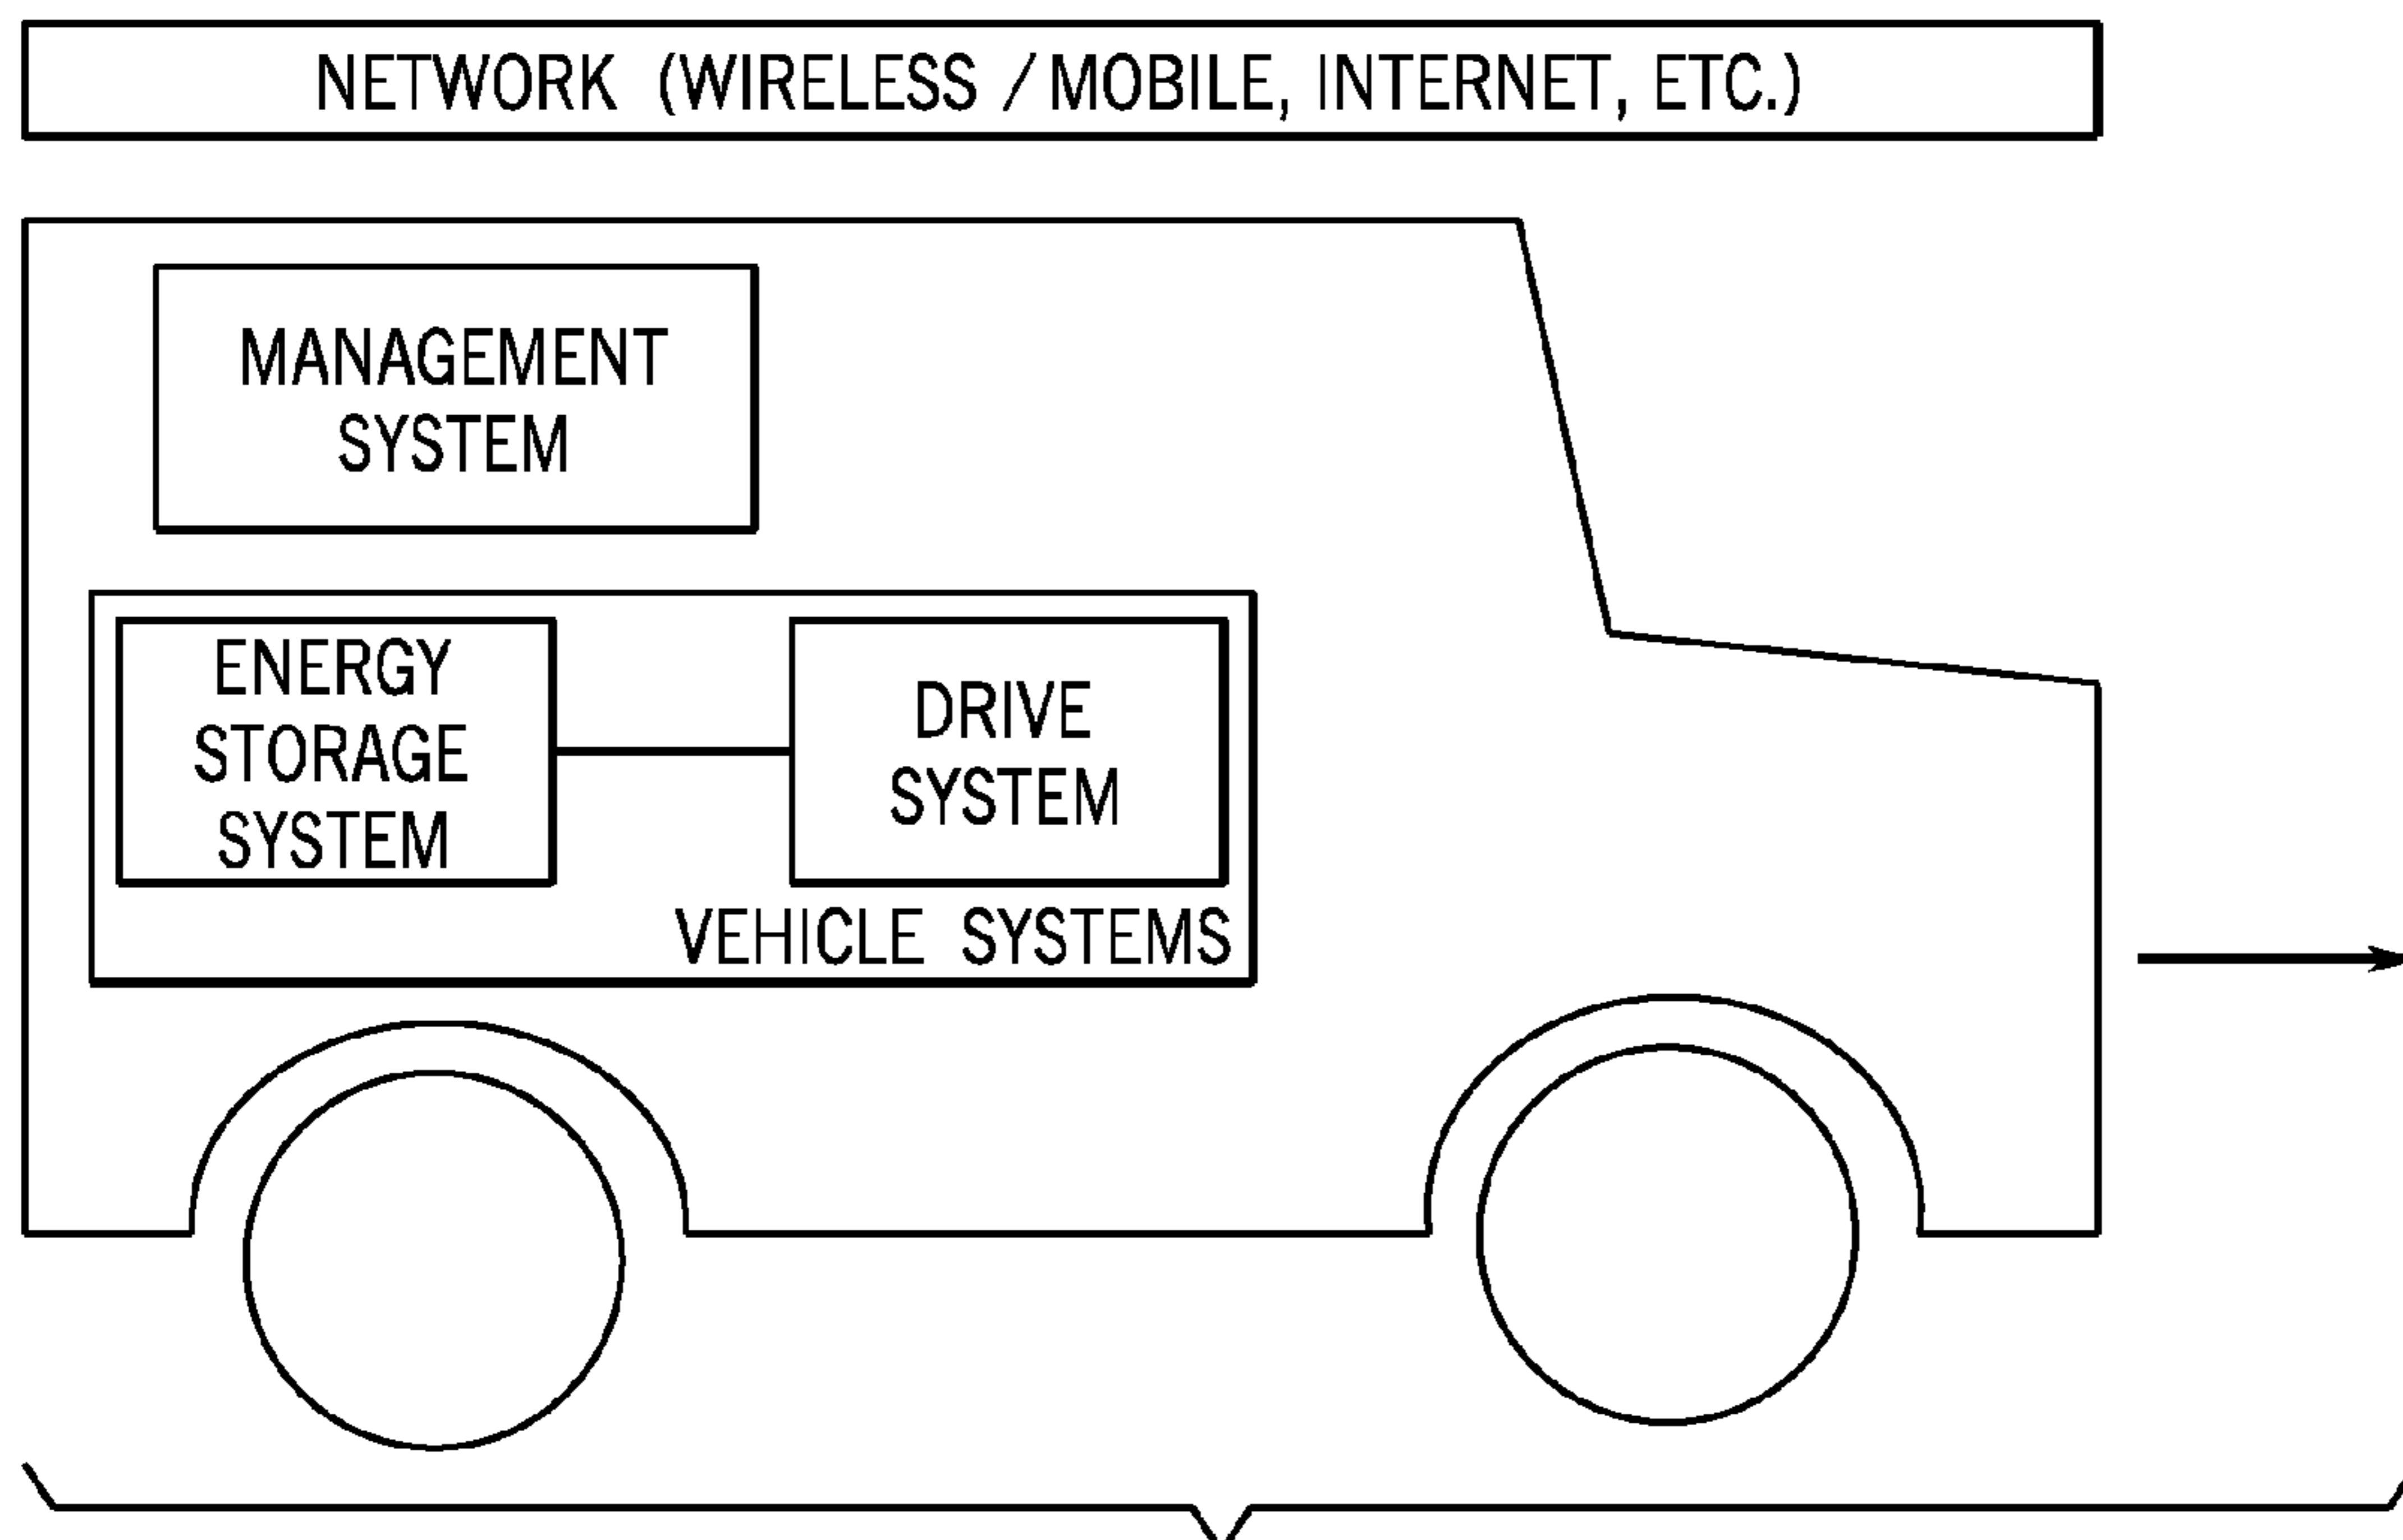 NETWORK (WIRELESS / MOBILE, INTERNET, ETC.)
MANAGEMENT
SYSTEM
ENERGY
STORAGE
SYSTEM
DRIVE
SYSTEM
VEHICLE SYSTEMS